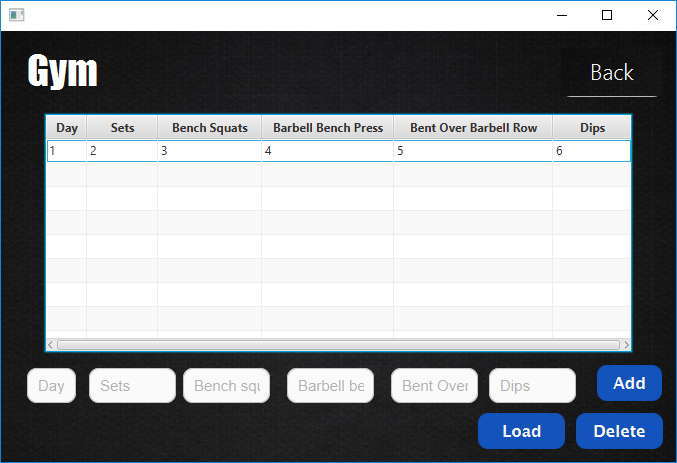 Gym
Back
Day Sets Bench Squats Barbell Bench Press Bent Over Barbell Row Dips
1 2 3 4 5 6
Day Sets Bench squ Barbell be Bent Over Dips Add
Load Delete